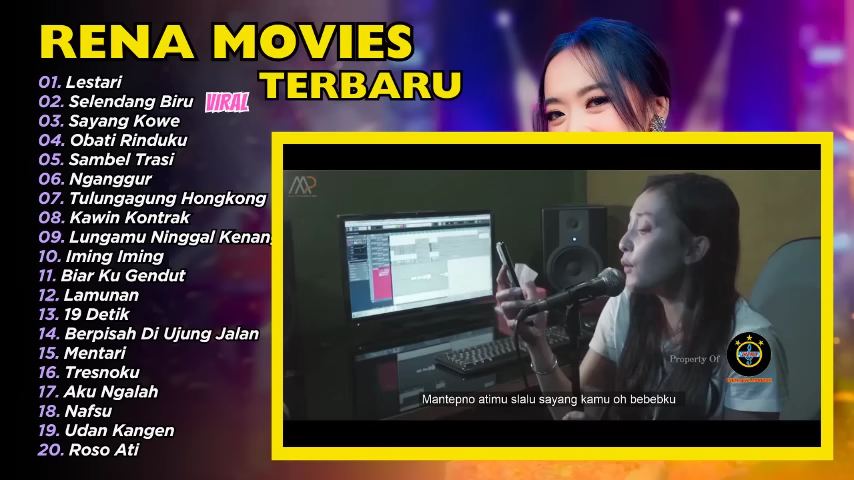 RENA MOVIES
TERBARU
01. Lestari
02. Selendang Biru VIRAL
03. Sayang Kowe
04. Obati Rinduku
05. Sambel Trasi
06. Nganggur
07. Tulungagung Hongkong
08. Kawin Kontrak
09. Lungamu Ninggal Kenang
10. Iming Iming
11. Biar Ku Gendut
12. Lamunan
13. 19 Detik
14. Berpisah Di Ujung Jalan
15. Mentari
16. Tresnoku
17. Aku Ngalah
18. Nafsu
19. Udan Kangen
20. Roso Ati
Property Of
Mantepno atimu slalu sayang kamu oh bebebku